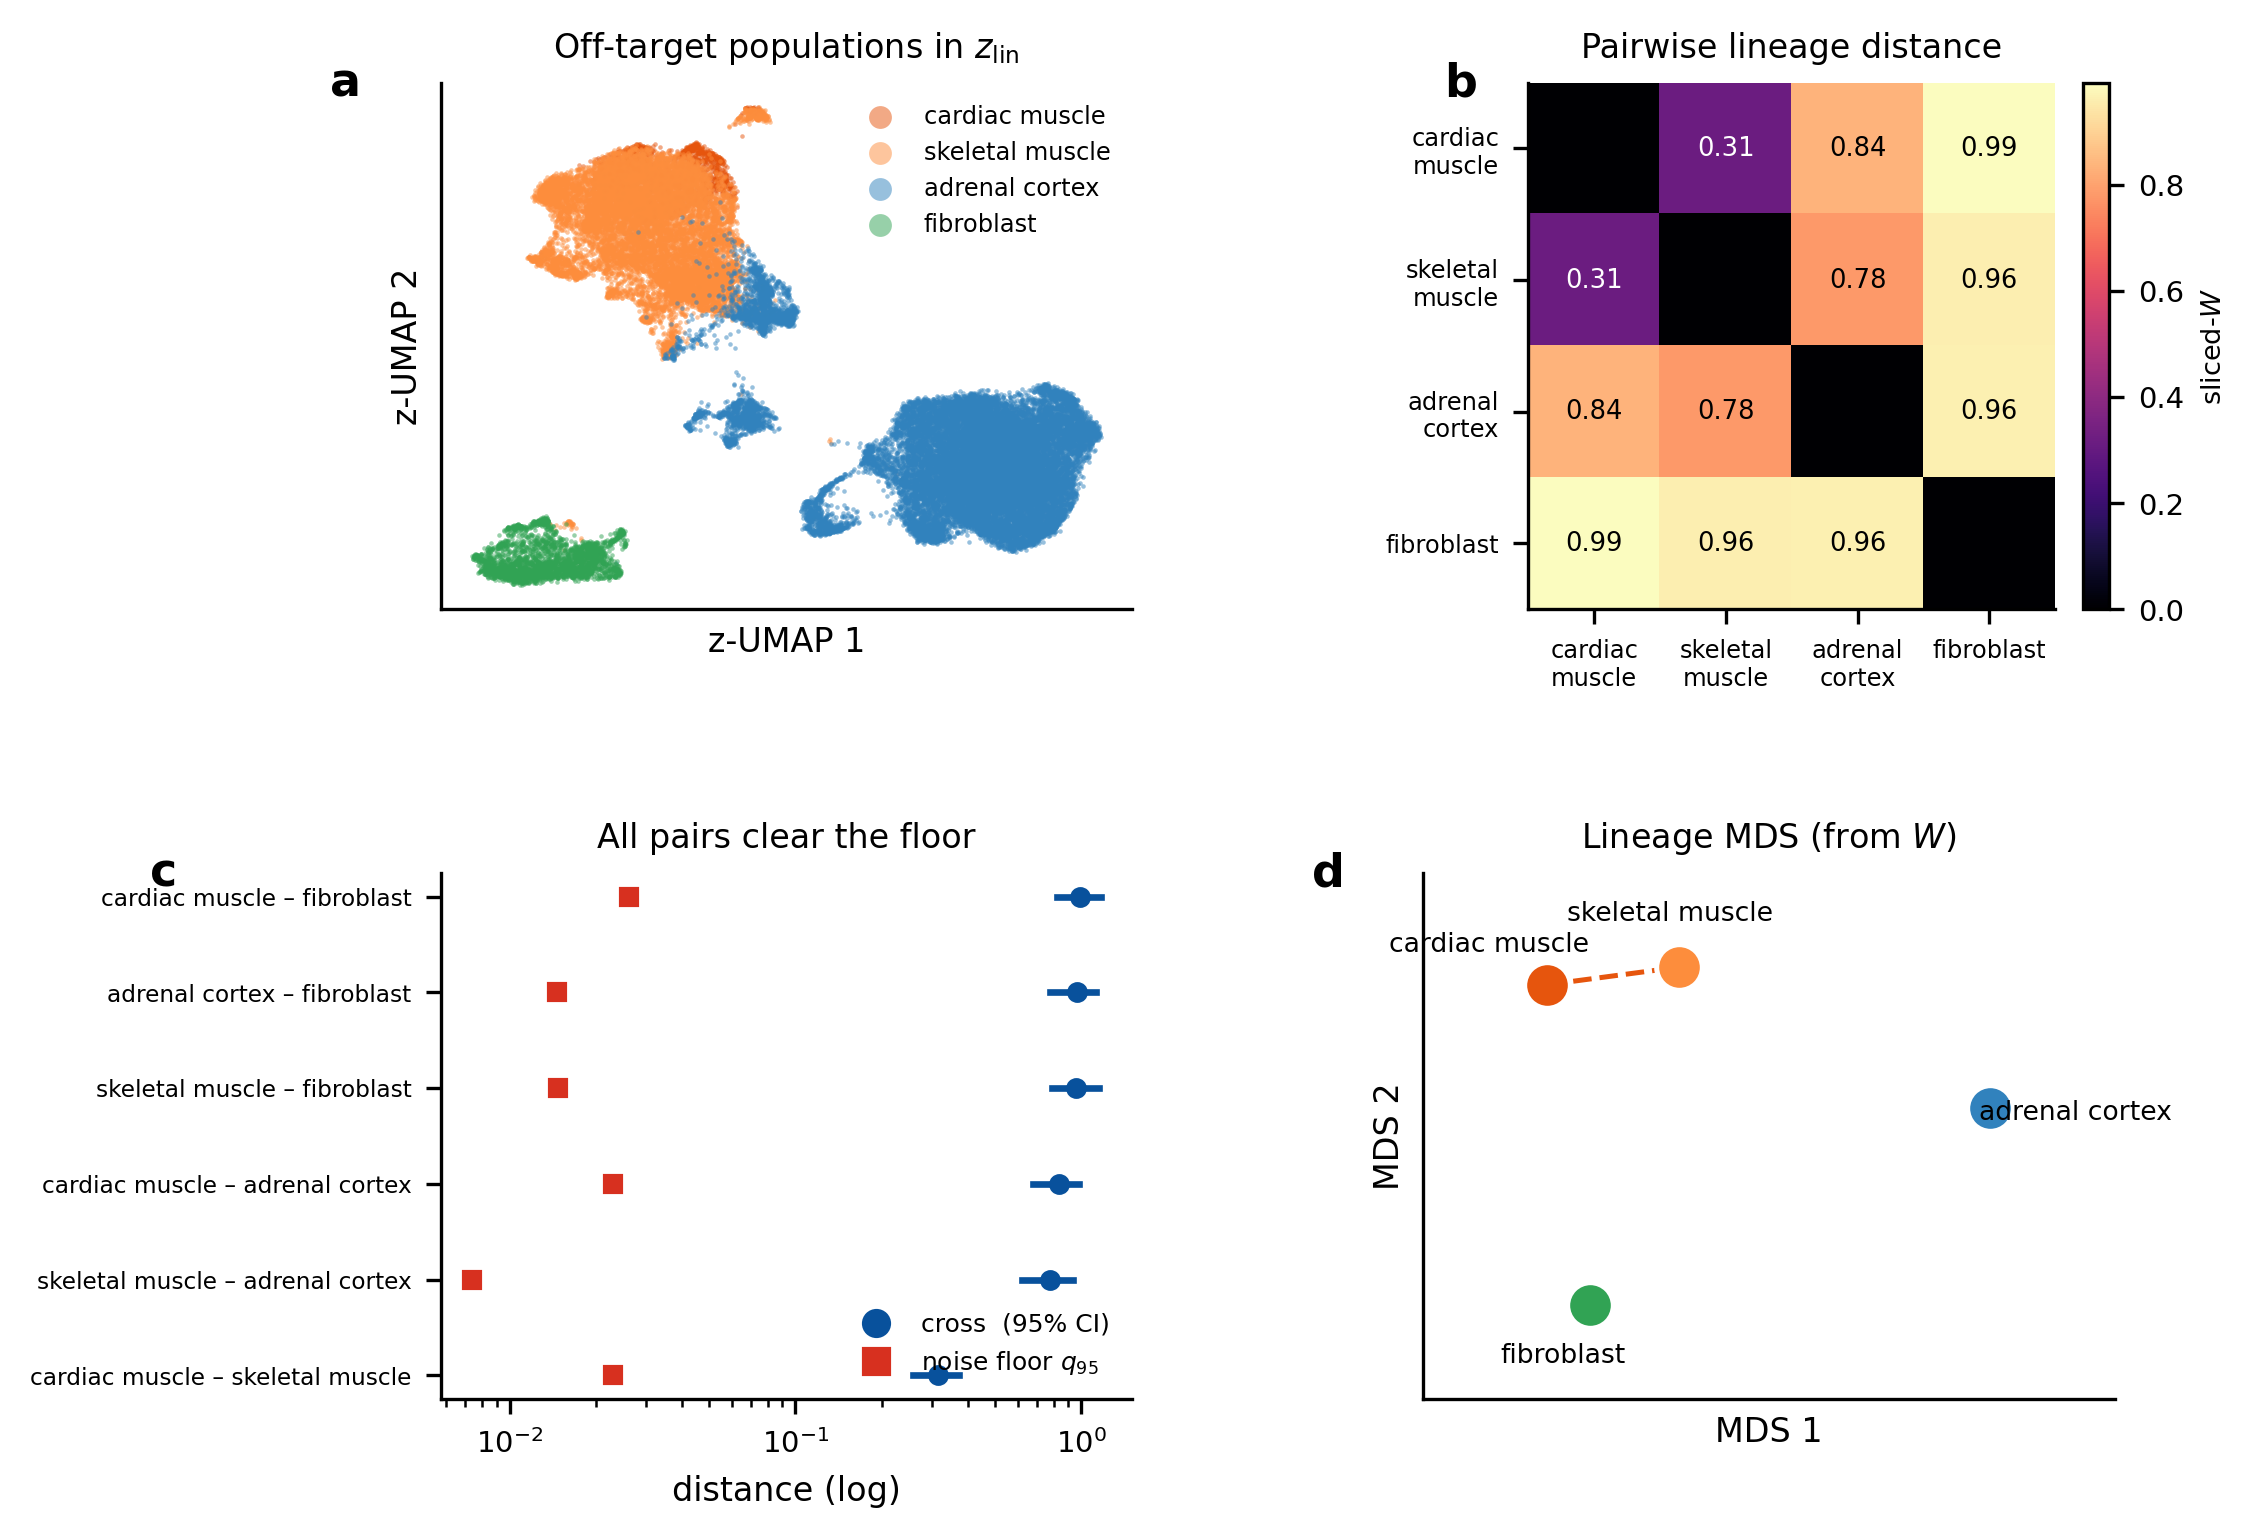 a
Off-target populations in z_lin
cardiac muscle
skeletal muscle
adrenal cortex
fibroblast
z-UMAP 2
z-UMAP 1
b
Pairwise lineage distance
cardiac
muscle
skeletal
muscle
adrenal
cortex
fibroblast
0.31 0.84 0.99
0.31 0.78 0.96
0.84 0.78 0.96
0.99 0.96 0.96
cardiac
muscle
skeletal
muscle
adrenal
cortex
fibroblast
0.8
0.6
0.4
0.2
0.0
sliced-W
c
All pairs clear the floor
cardiac muscle – fibroblast
adrenal cortex – fibroblast
skeletal muscle – fibroblast
cardiac muscle – adrenal cortex
skeletal muscle – adrenal cortex
cardiac muscle – skeletal muscle
cross (95% CI)
noise floor q₉₅
10⁻² 10⁻¹ 10⁰
distance (log)
d
Lineage MDS (from W)
skeletal muscle
cardiac muscle
adrenal cortex
fibroblast
MDS 2
MDS 1